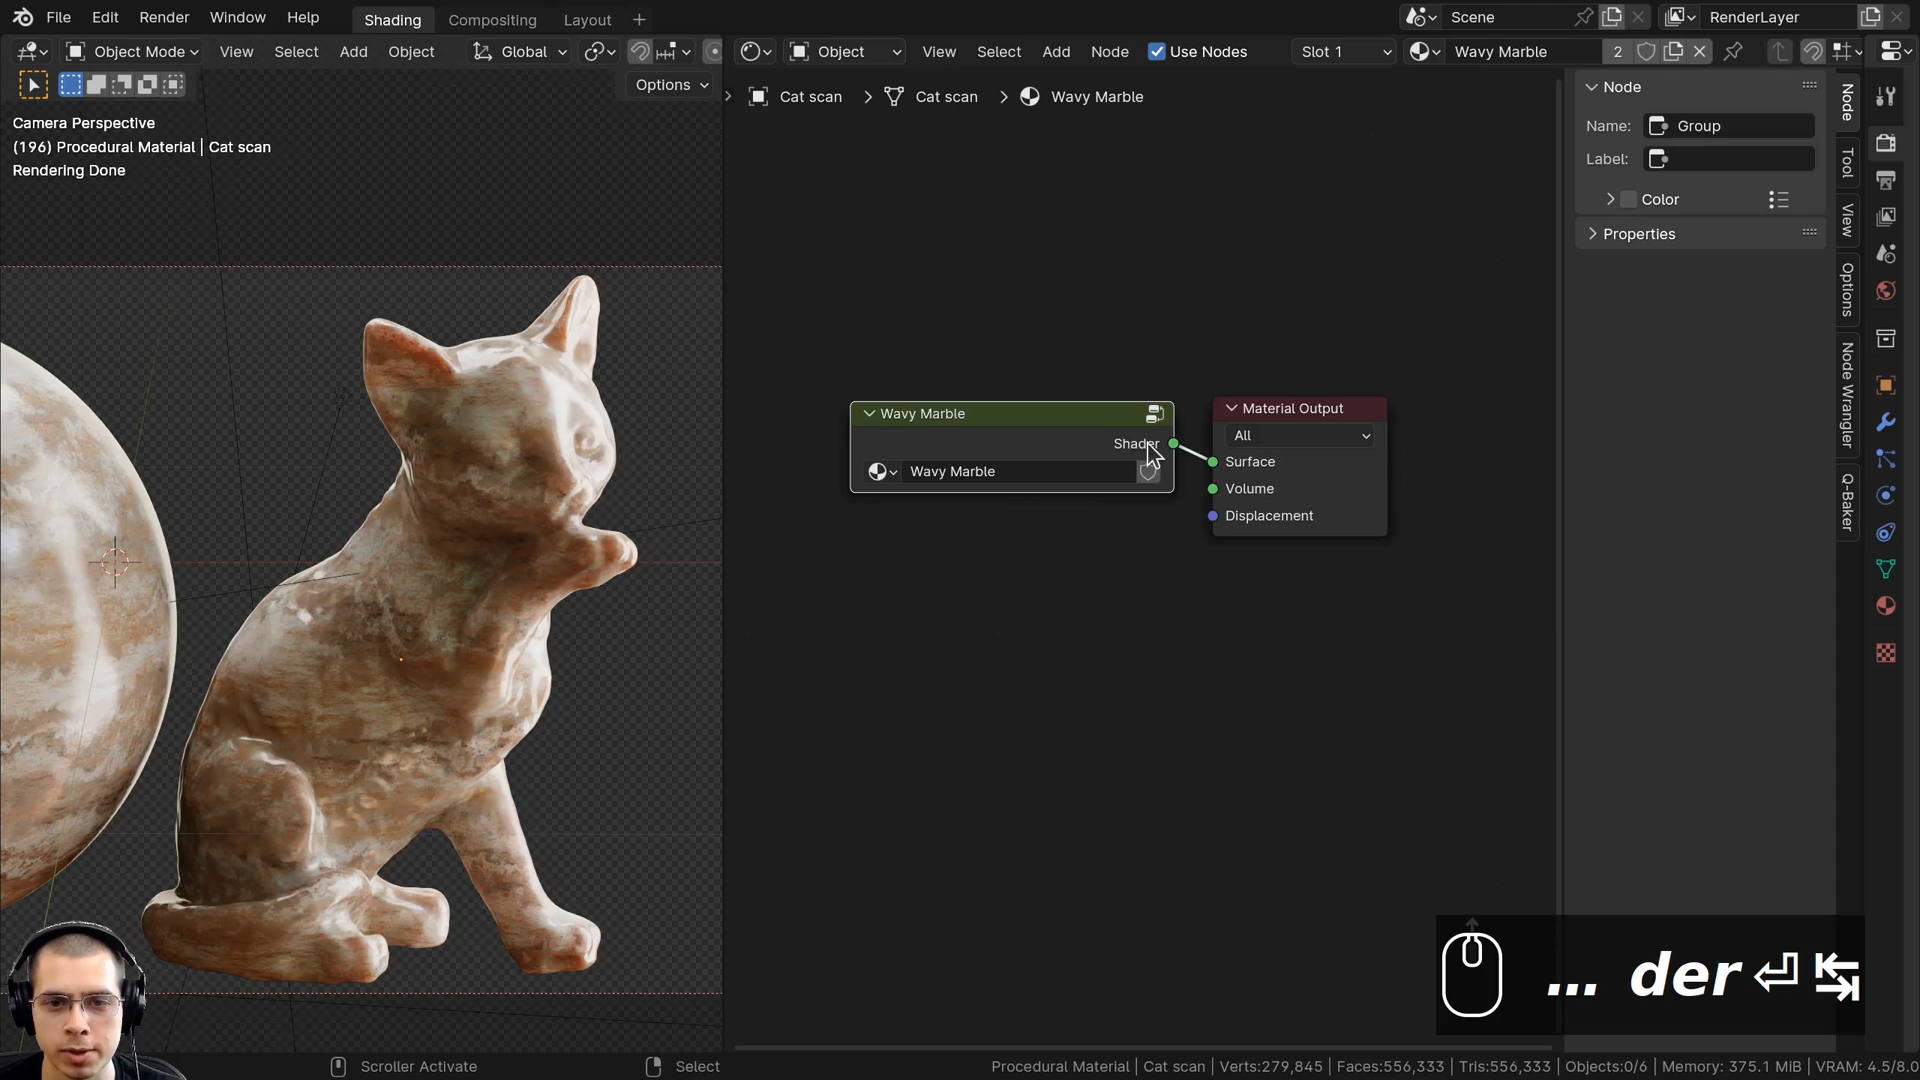 File Edit Render Window Help Shading Compositing Layout + Scene RenderLayer
Object Mode View Select Add Object Global Object View Select Add Node Use Nodes Slot 1 Wavy Marble 2
Options
Cat scan > Cat scan > Wavy Marble
Camera Perspective
(196) Procedural Material | Cat scan
Rendering Done
Node
Name: Group
Label:
Color
Properties
Node
Tool
View
Options
Node Wrangler
Q-Baker
Wavy Marble
Shader
Wavy Marble
Material Output
All
Surface
Volume
Displacement
... der
Scroller Activate Select Procedural Material | Cat scan | Verts:279,845 | Faces:556,333 | Tris:556,333 | Objects:0/6 | Memory: 375.1 MiB | VRAM: 4.5/8.0